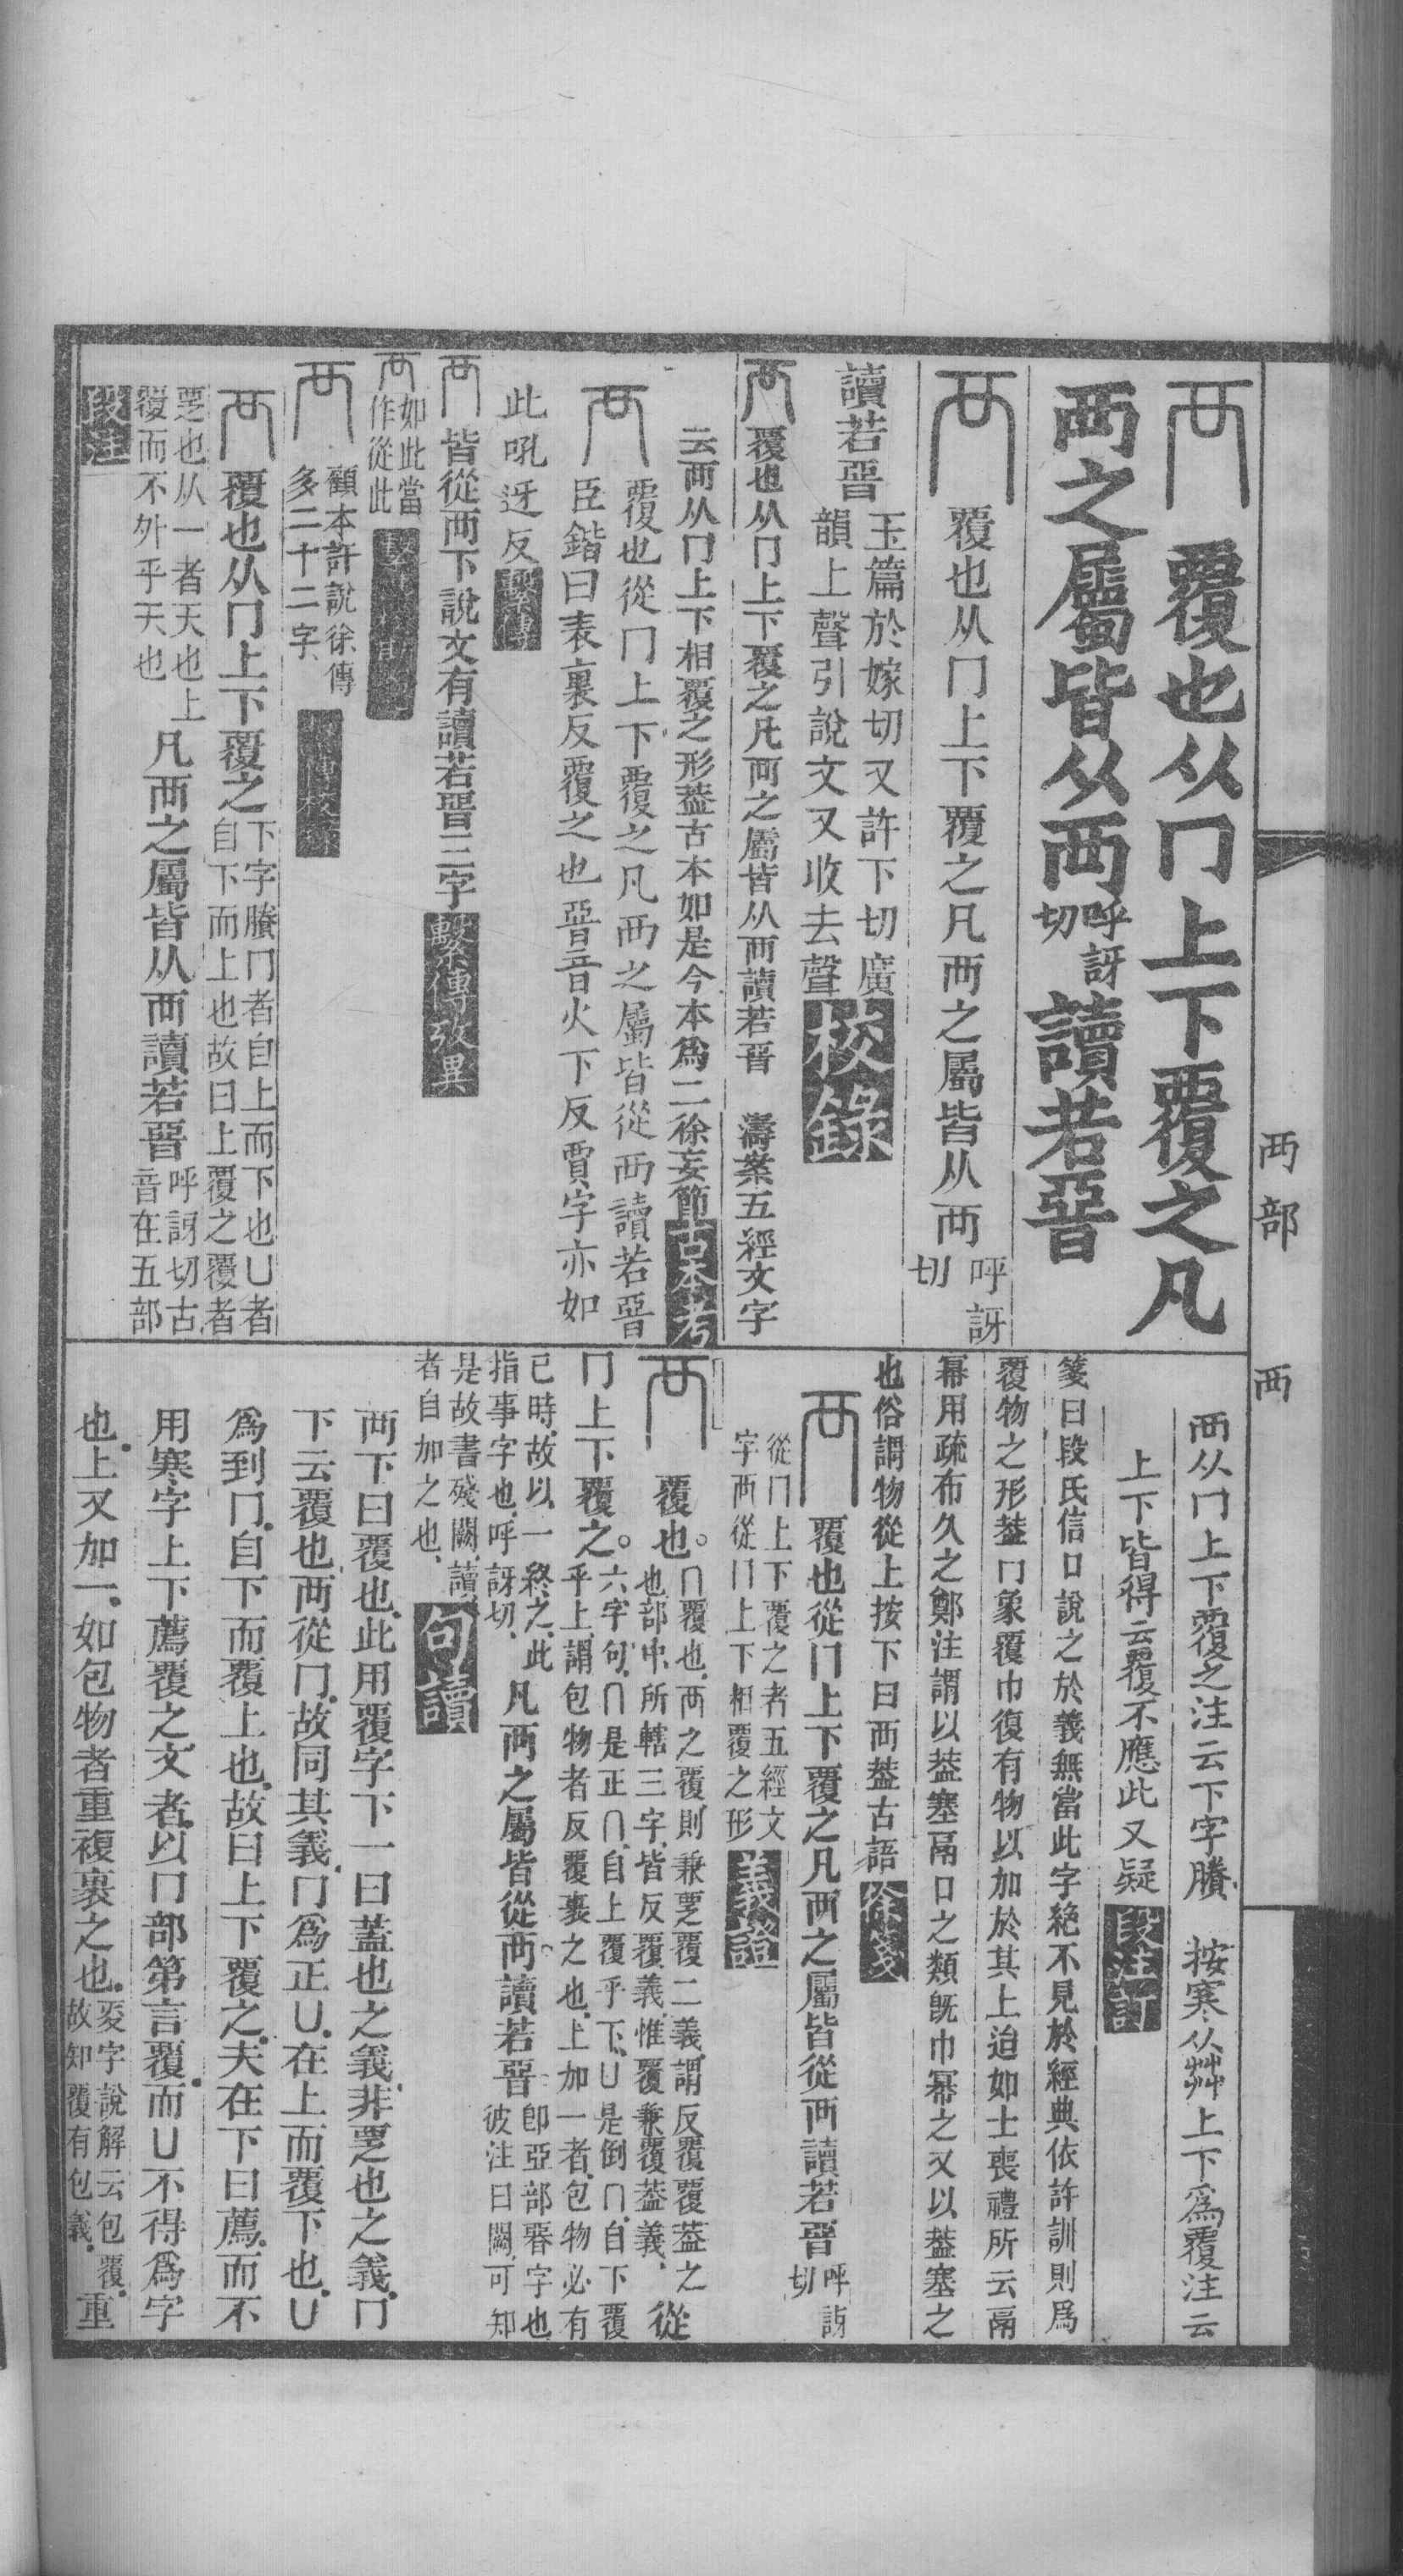 襾部
襾
襾 覆也从冂上下覆之凡
襾之屬皆从襾呼訝切讀若晋
襾 覆也从冂上下覆之凡襾之屬皆从襾呼訝切
讀若晋玉篇於嫁切又許下切廣韻上聲引說文又收去聲校錄
襾 覆也从冂上下覆之凡襾之屬皆从襾讀若晋 濤案五經文字
云襾从冂上下相覆之形葢古本如是今本爲二徐妄節古本考
襾 覆也從冂上下覆之凡襾之屬皆從襾讀若晋
臣鍇曰表裏反覆之也晋音火下反賈字亦如
此吼迓反繫傳
襾 皆從襾下說文有讀若晋三字繫傳攷異
襾 如此當作從此
襾 顧本許說徐傳多二十二字
襾 覆也从冂上下覆之下字賸冂者自上而下也凵者自下而上也故曰上覆之覆者
覂也从一者天也上覆而不外乎天也凡襾之屬皆从襾讀若晋呼訝切古音在五部
段注
襾从冂上下覆之注云下字賸 按寒从茻上下爲覆注云
上下皆得云覆不應此又疑段注訂
箋曰段氏信口說之於義無當此字絶不見於經典依許訓則爲
覆物之形葢冂象覆巾復有物以加於其上迫如士喪禮所云鬲
冪用疏布久之鄭注謂以葢塞鬲口之類旣巾冪之又以葢塞之
也俗謂物從上按下曰襾葢古語徐箋
襾 覆也從冂上下覆之凡襾之屬皆從襾讀若晋呼訝切
從冂上下覆之者五經文字襾從冂上下相覆之形義證
襾 覆也。冂覆也、襾之覆則兼覂覆二義、謂反覆覆葢之也、部中所轄三字、皆反覆義、惟覆兼覆葢義、從
冂上下覆之。六字句、冂是正冂、自上覆乎下、凵是倒冂、自下覆乎上、謂包物者反覆裹之也、上加一者、包物必有
已時、故以一終之、此指事字也、呼訝切、凡襾之屬皆從襾讀若晋卽亞部䣍字也彼注曰闕、可知
是故書殘闕、讀者自加之也、句讀
襾下曰覆也、此用覆字下一曰蓋也之義、非覂也之義、冂
下云覆也、襾從冂、故同其義、冂爲正凵、在上而覆下也、凵
爲到冂、自下而覆上也、故曰上下覆之、夫在下曰薦、而不
用寒字上下薦覆之文者、以冂部第言覆、而凵不得爲字
也、上又加一、如包物者重複裹之也、㚇字說解云包覆、故知覆有包義、重